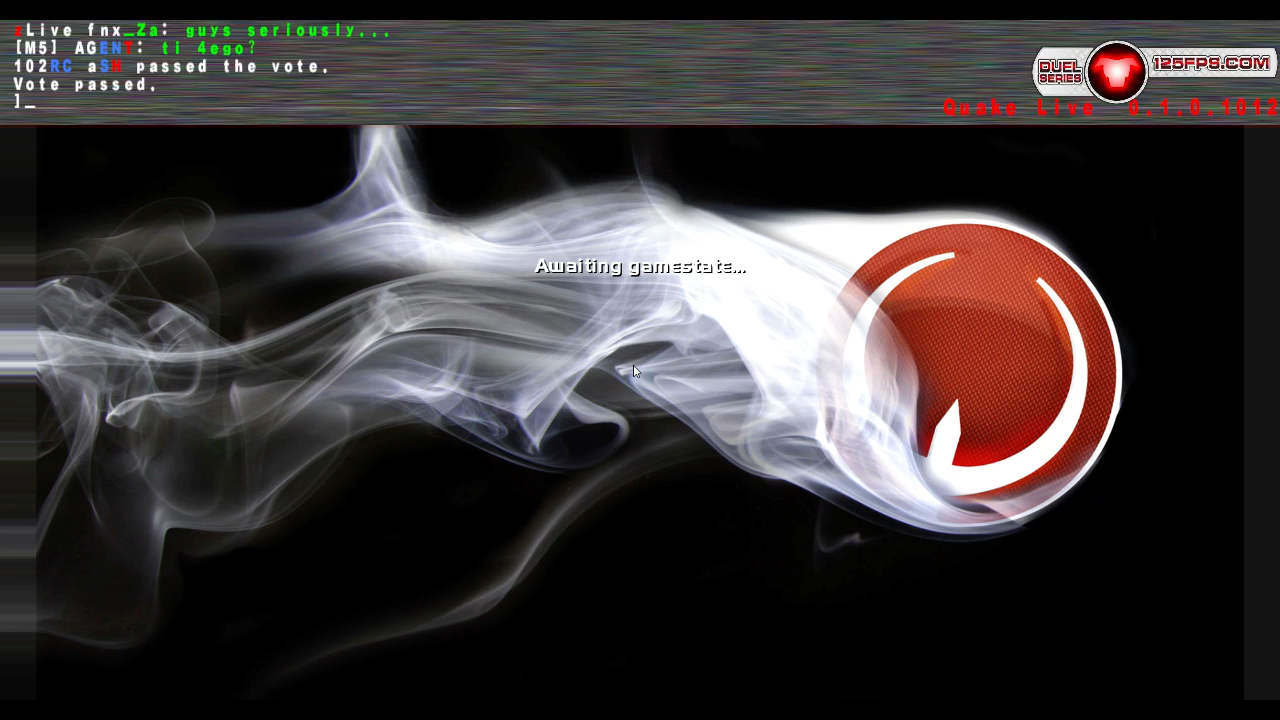 zLive fnx_Za: guys seriously...
[M5] AGENT: ti 4ego?
102RC aSH passed the vote.
Vote passed.
]_
DUEL SERIES
125FPS.COM
Quake Live 0.1.0.1012
Awaiting gamestate...